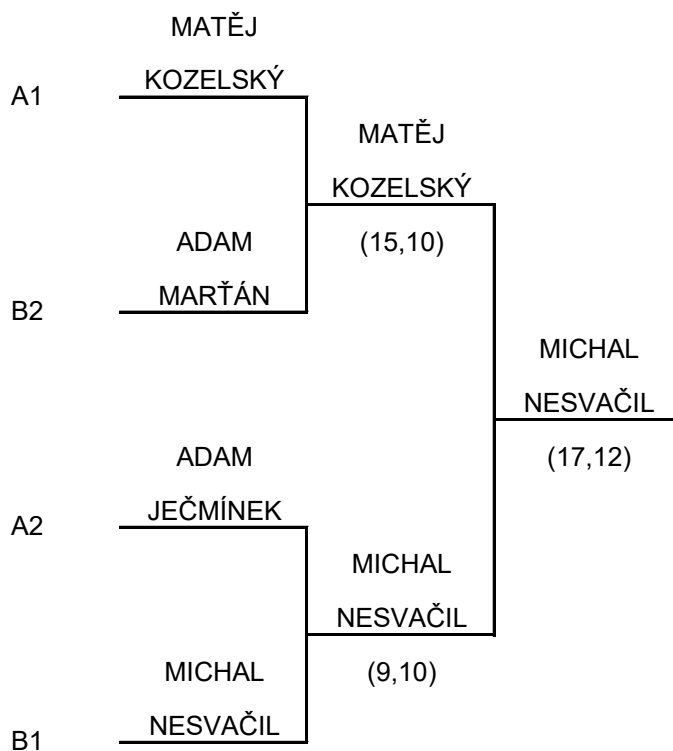 MATĚJ
KOZELSKÝ
A1
MATĚJ
KOZELSKÝ
(15,10)
ADAM
MARŤÁN
B2
MICHAL
NESVAČIL
(17,12)
ADAM
JEČMÍNEK
A2
MICHAL
NESVAČIL
(9,10)
MICHAL
NESVAČIL
B1